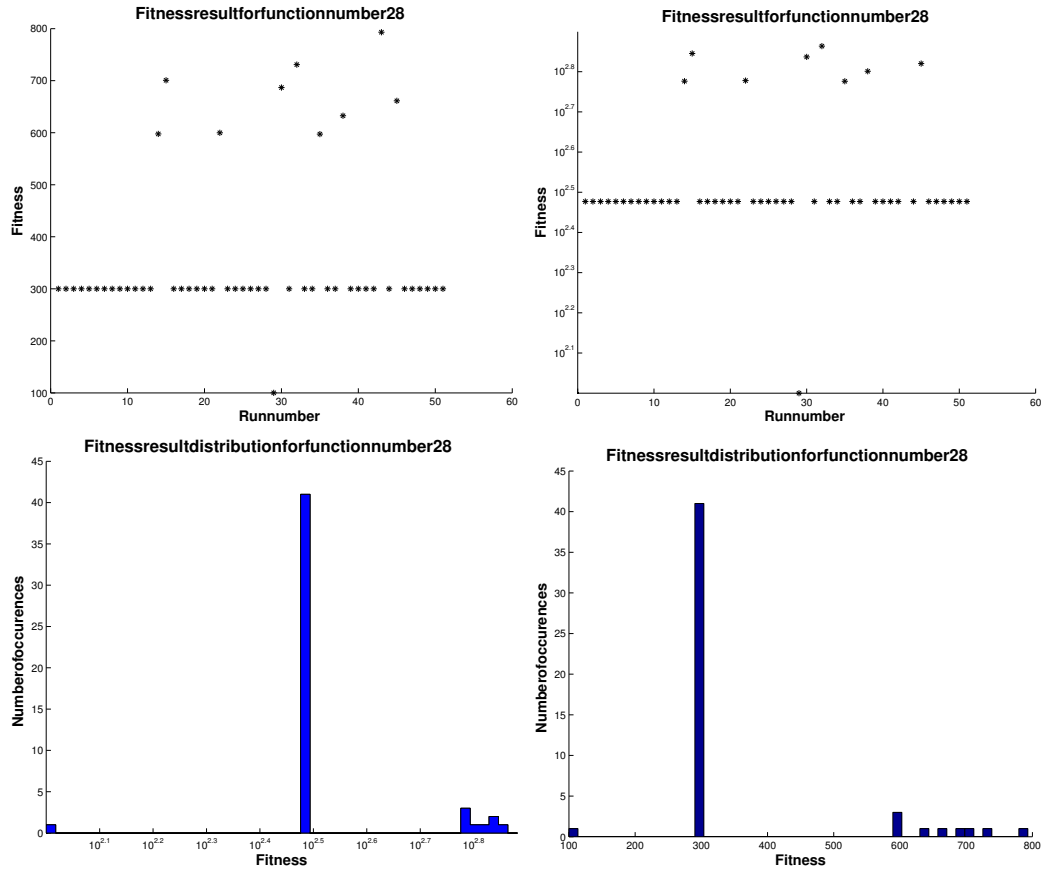 Fitnessresultforfunctionnumber28
800
700
600
500
400
300
200
100
Fitness
0 10 20 30 40 50 60
Runnumber
Fitnessresultforfunctionnumber28
10^2.8
10^2.7
10^2.6
10^2.5
10^2.4
10^2.3
10^2.2
10^2.1
Fitness
0 10 20 30 40 50 60
Runnumber
Fitnessresultdistributionforfunctionnumber28
45
40
35
30
25
20
15
10
5
0
Numberofoccurences
10^2.1 10^2.2 10^2.3 10^2.4 10^2.5 10^2.6 10^2.7 10^2.8
Fitness
Fitnessresultdistributionforfunctionnumber28
45
40
35
30
25
20
15
10
5
0
Numberofoccurences
100 200 300 400 500 600 700 800
Fitness